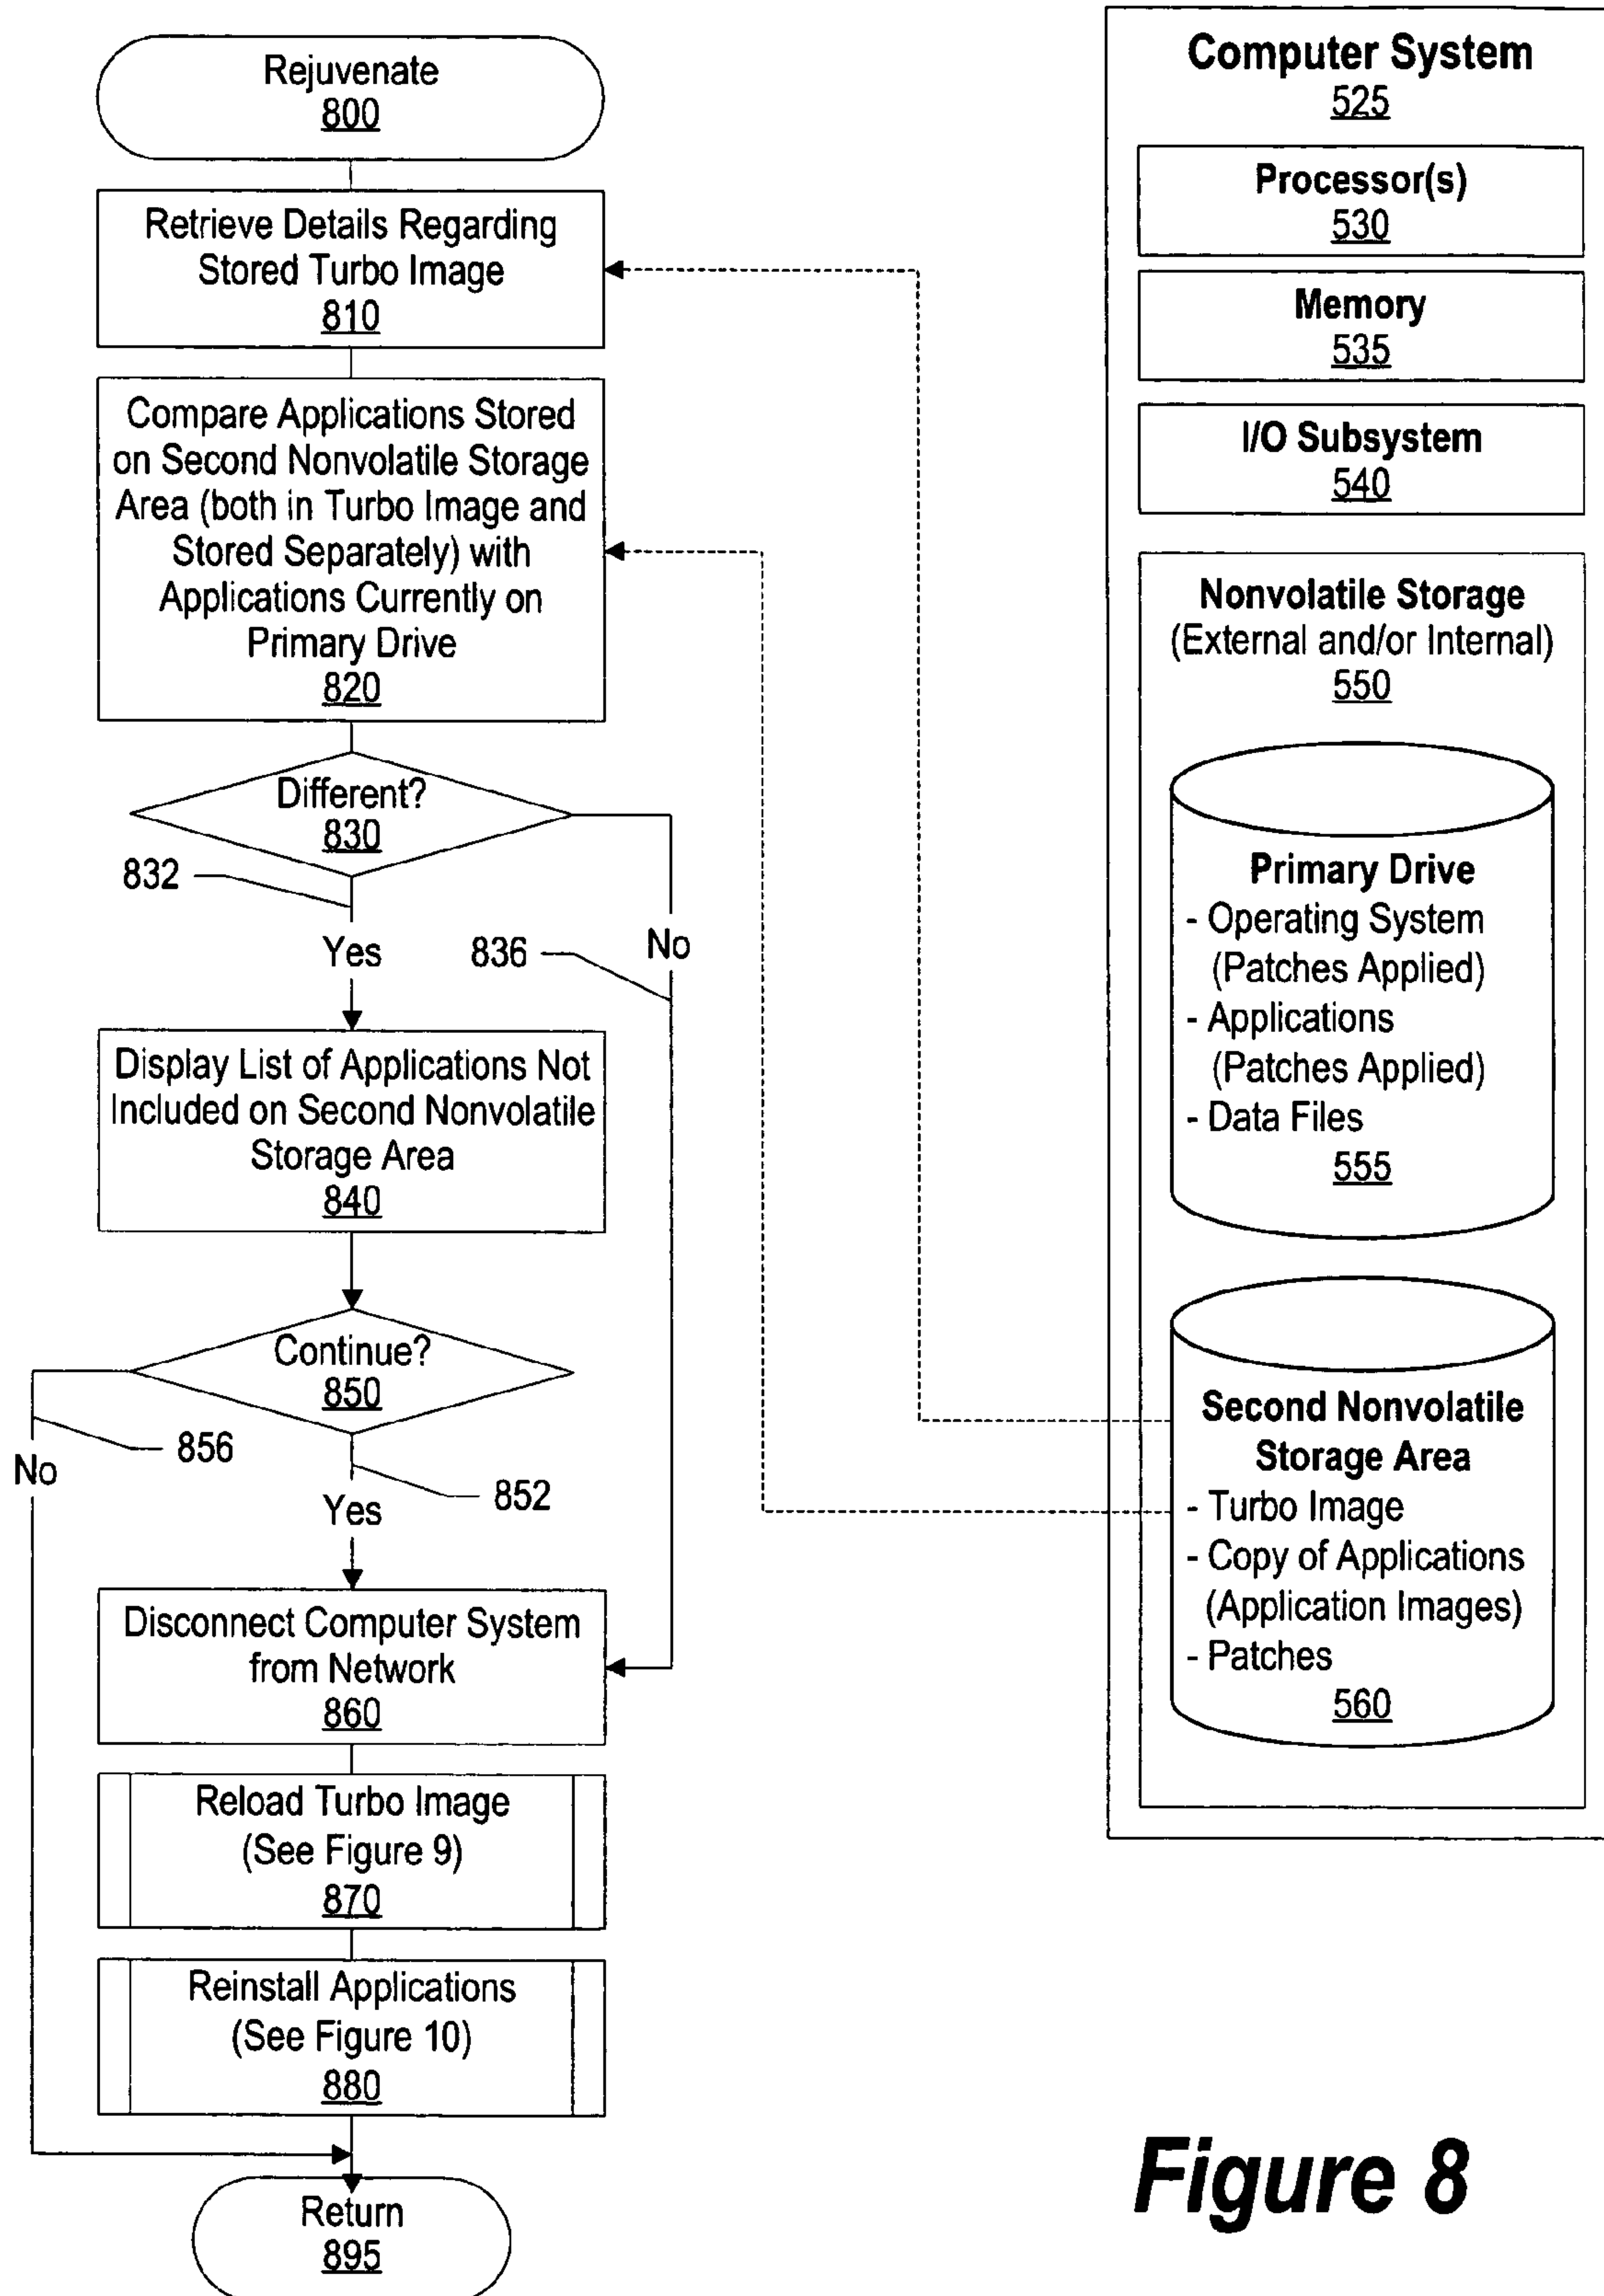 Rejuvenate
800
Retrieve Details Regarding
Stored Turbo Image
810
Compare Applications Stored
on Second Nonvolatile Storage
Area (both in Turbo Image and
Stored Separately) with
Applications Currently on
Primary Drive
820
Different?
830
832
Yes
836
No
Display List of Applications Not
Included on Second Nonvolatile
Storage Area
840
Continue?
850
856
No
852
Yes
Disconnect Computer System
from Network
860
Reload Turbo Image
(See Figure 9)
870
Reinstall Applications
(See Figure 10)
880
Return
895
Computer System
525
Processor(s)
530
Memory
535
I/O Subsystem
540
Nonvolatile Storage
(External and/or Internal)
550
Primary Drive
- Operating System
(Patches Applied)
- Applications
(Patches Applied)
- Data Files
555
Second Nonvolatile
Storage Area
- Turbo Image
- Copy of Applications
(Application Images)
- Patches
560
Figure 8